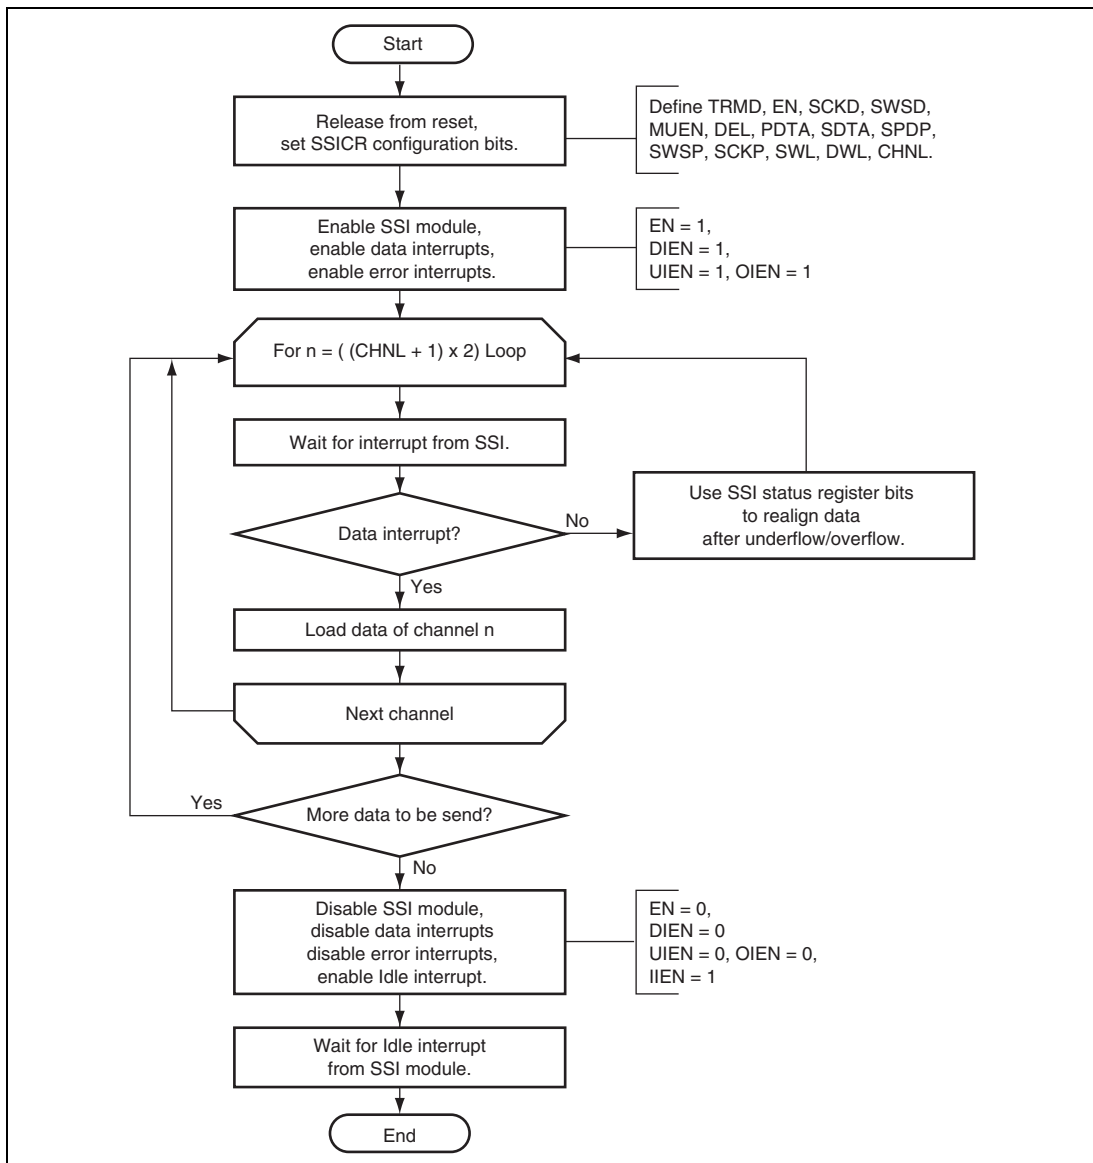 Start
Release from reset,
set SSICR configuration bits.
Define TRMD, EN, SCKD, SWSD,
MUEN, DEL, PDTA, SDTA, SPDP,
SWSP, SCKP, SWL, DWL, CHNL.
Enable SSI module,
enable data interrupts,
enable error interrupts.
EN = 1,
DIEN = 1,
UIEN = 1, OIEN = 1
For n = ( (CHNL + 1) x 2) Loop
Wait for interrupt from SSI.
Data interrupt?
No
Use SSI status register bits
to realign data
after underflow/overflow.
Yes
Load data of channel n
Next channel
Yes
More data to be send?
No
Disable SSI module,
disable data interrupts
disable error interrupts,
enable Idle interrupt.
EN = 0,
DIEN = 0
UIEN = 0, OIEN = 0,
IIEN = 1
Wait for Idle interrupt
from SSI module.
End